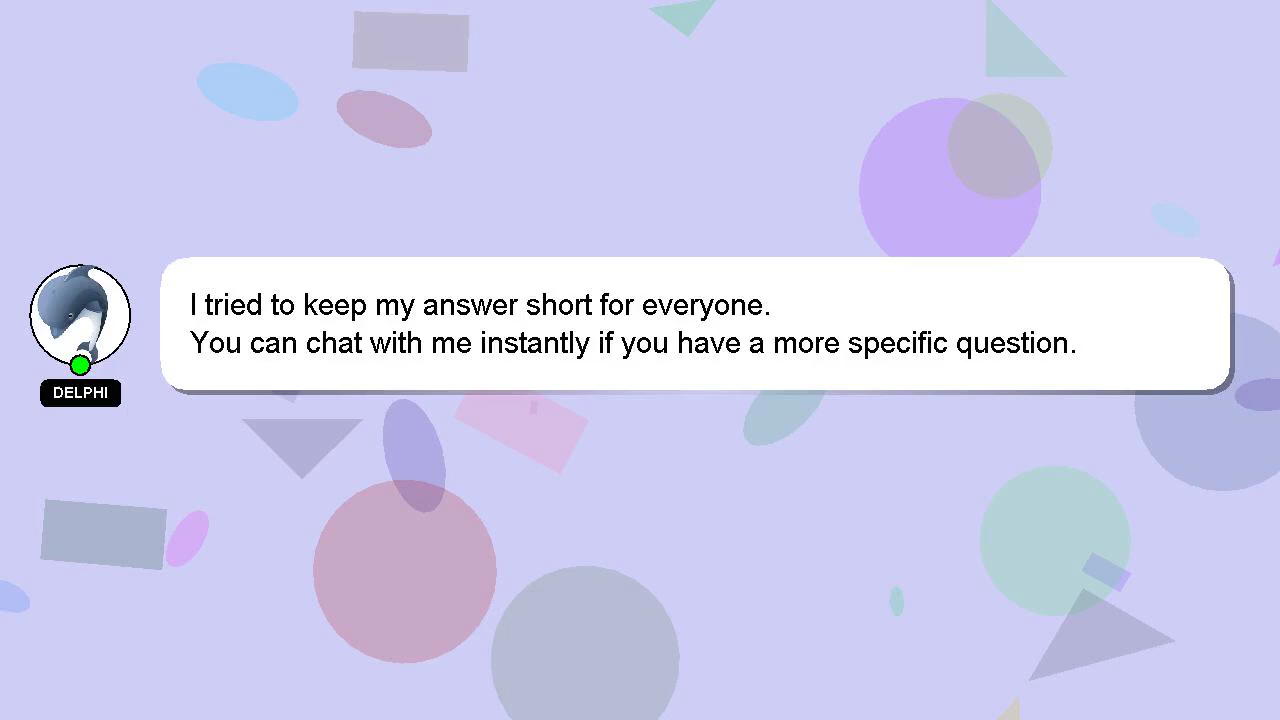 I tried to keep my answer short for everyone.
You can chat with me instantly if you have a more specific question.
DELPHI